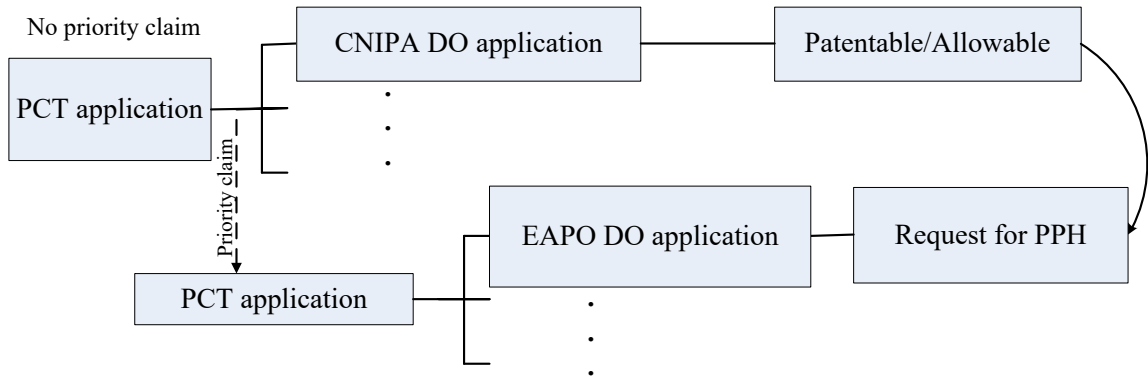 No priority claim
CNIPA DO application
Patentable/Allowable
PCT application
Priority claim
EAPO DO application
Request for PPH
PCT application